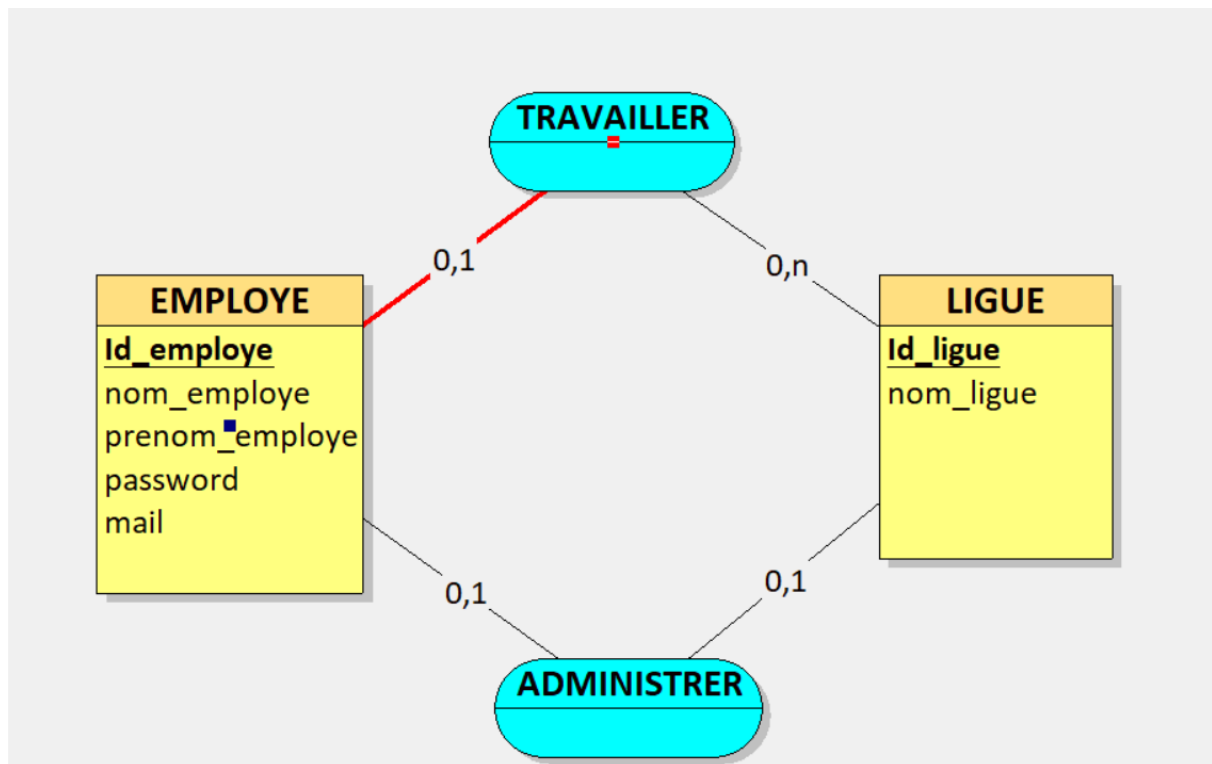 TRAVAILLER
0,1
0,n
EMPLOYE
Id_employe
nom_employe
prenom_employe
password
mail
LIGUE
Id_ligue
nom_ligue
0,1
0,1
ADMINISTRER